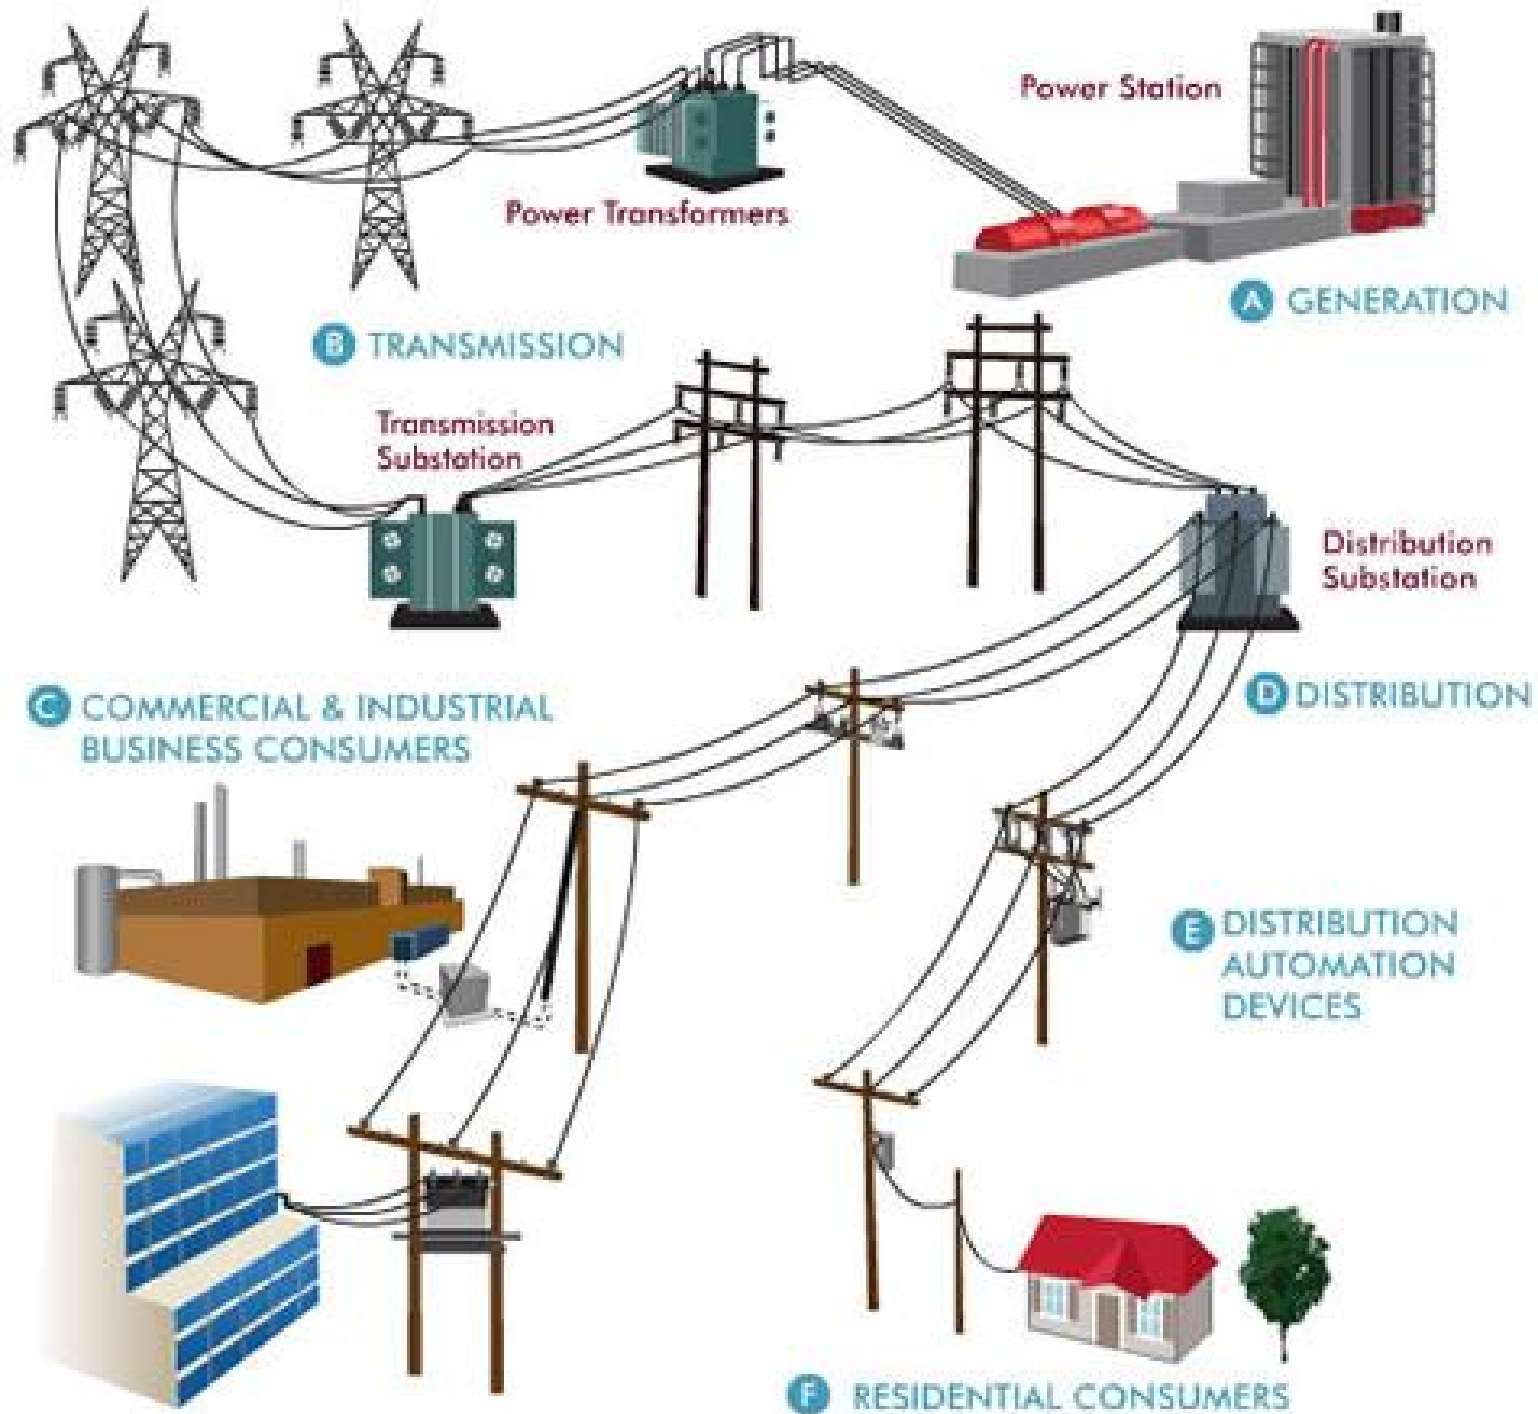 Power Station
Power Transformers
A GENERATION
B TRANSMISSION
Transmission
Substation
Distribution
Substation
C COMMERCIAL & INDUSTRIAL
BUSINESS CONSUMERS
D DISTRIBUTION
E DISTRIBUTION
AUTOMATION
DEVICES
F RESIDENTIAL CONSUMERS